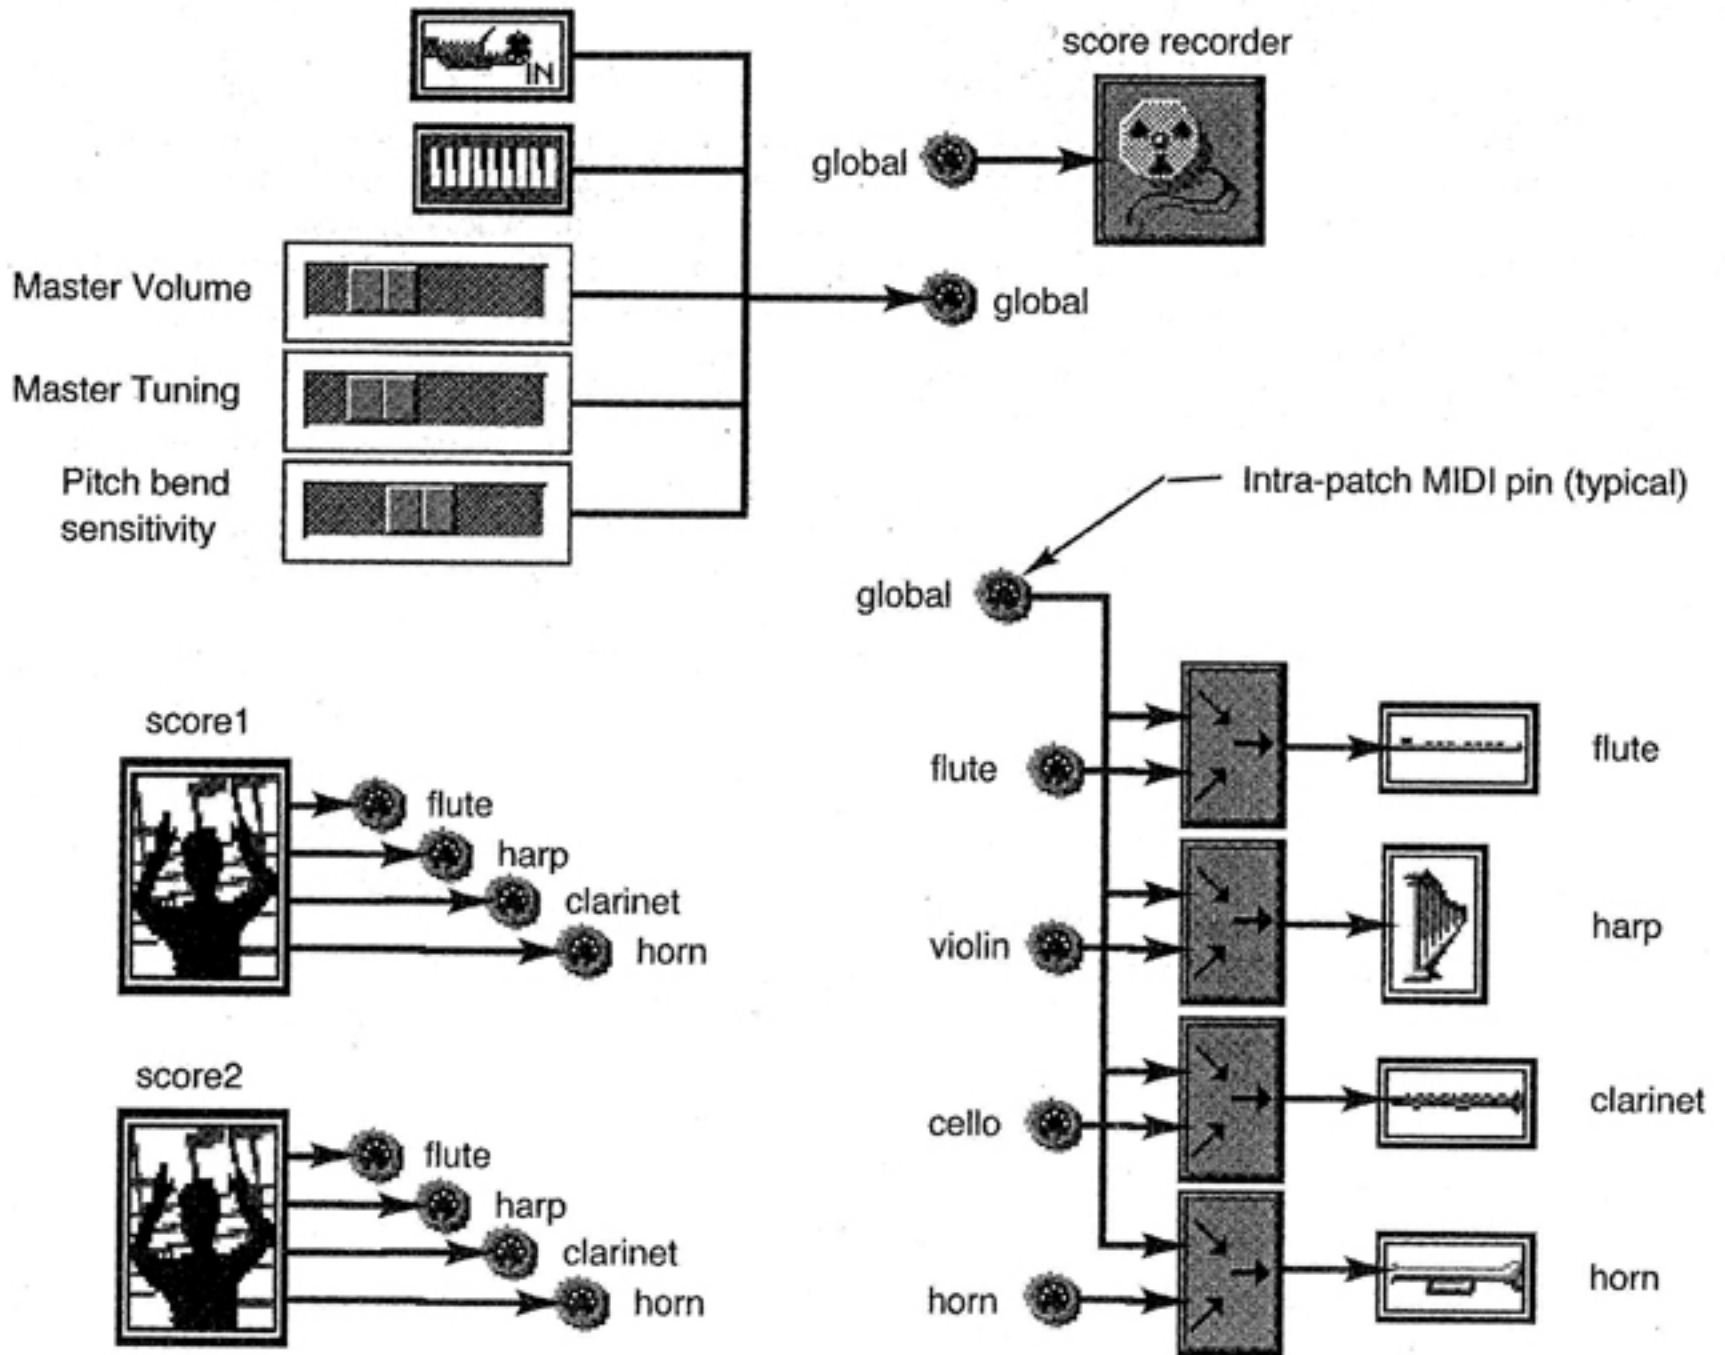 IN
score recorder
global
Master Volume
global
Master Tuning
Pitch bend
sensitivity
Intra-patch MIDI pin (typical)
global
score1
flute
harp
clarinet
horn
flute
flute
violin
harp
cello
clarinet
horn
horn
score2
flute
harp
clarinet
horn